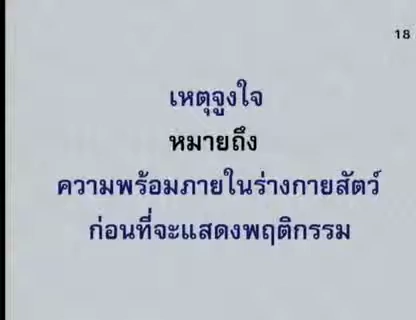 18
เหตุจูงใจ
หมายถึง
ความพร้อมภายในร่างกายสัตว์
ก่อนที่จะแสดงพฤติกรรม